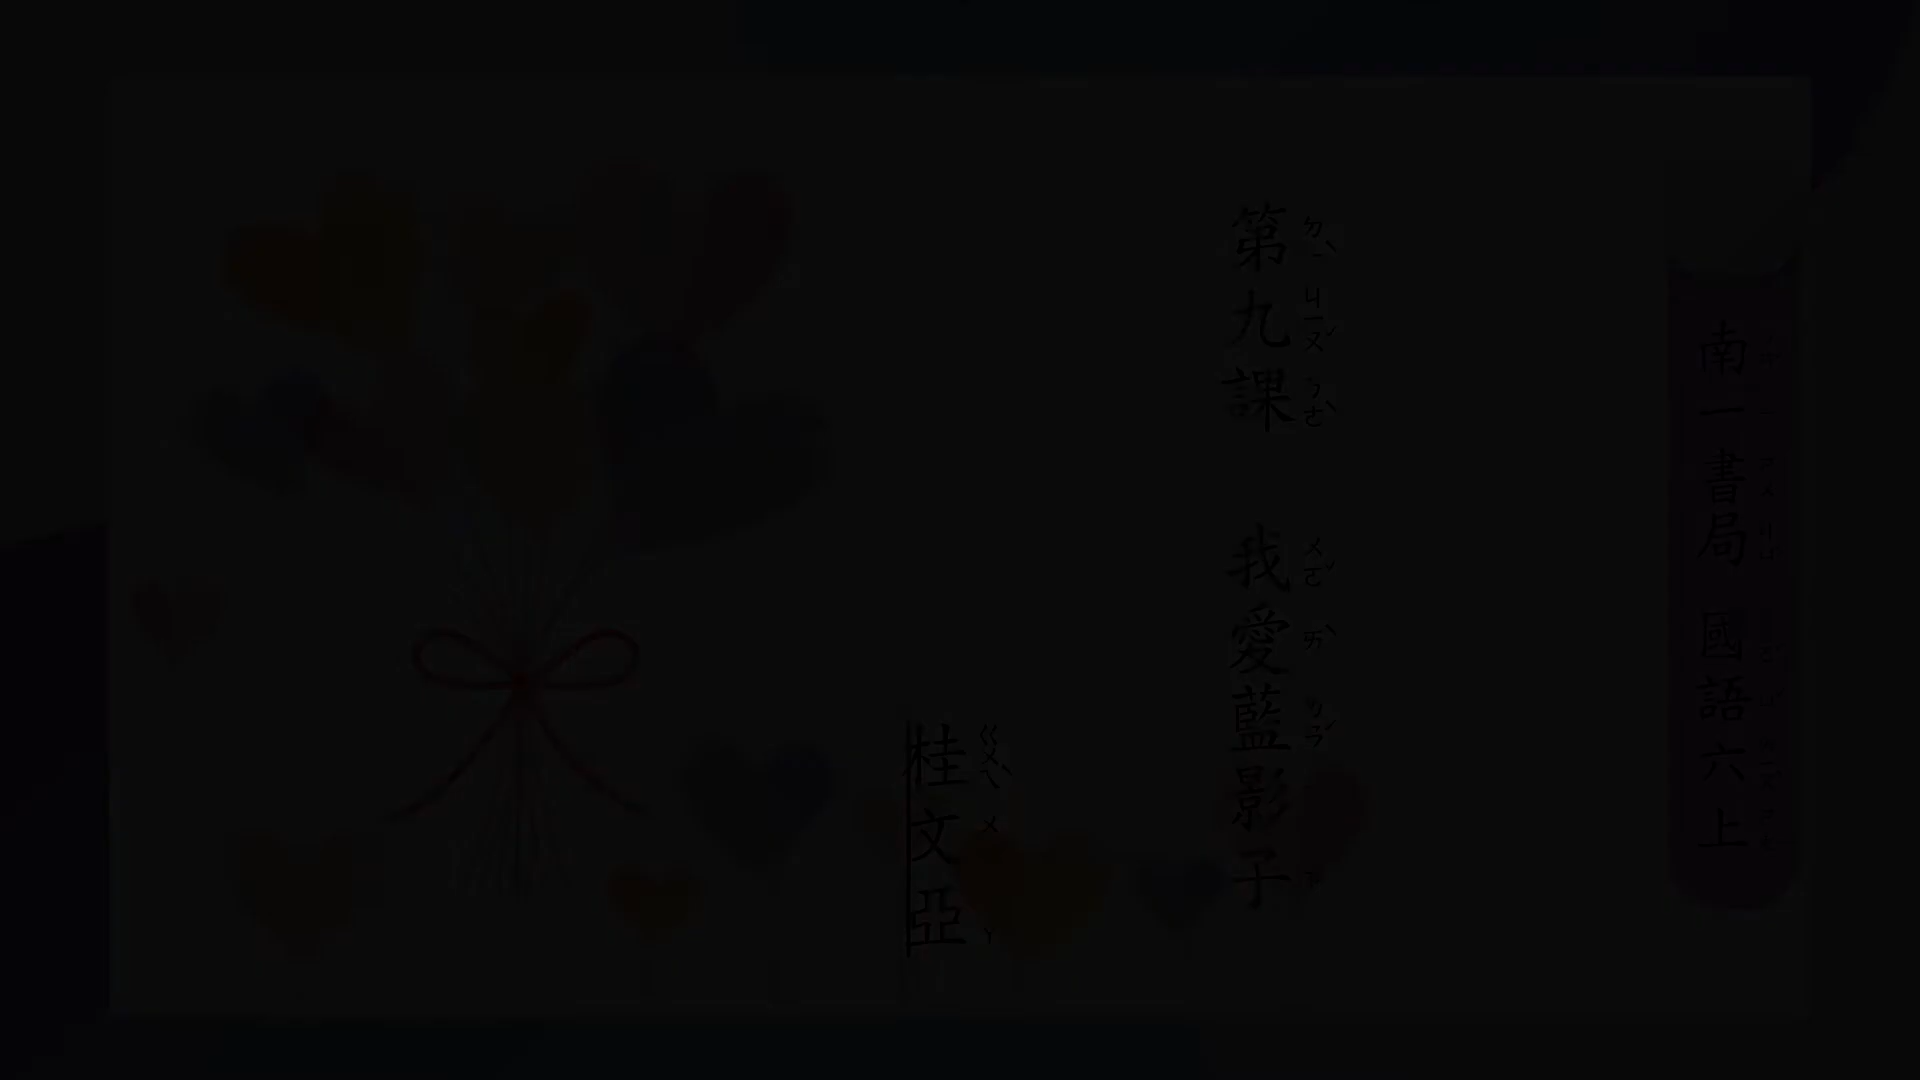 南一書局 國語六上
第九課 我愛藍影子
桂文亞